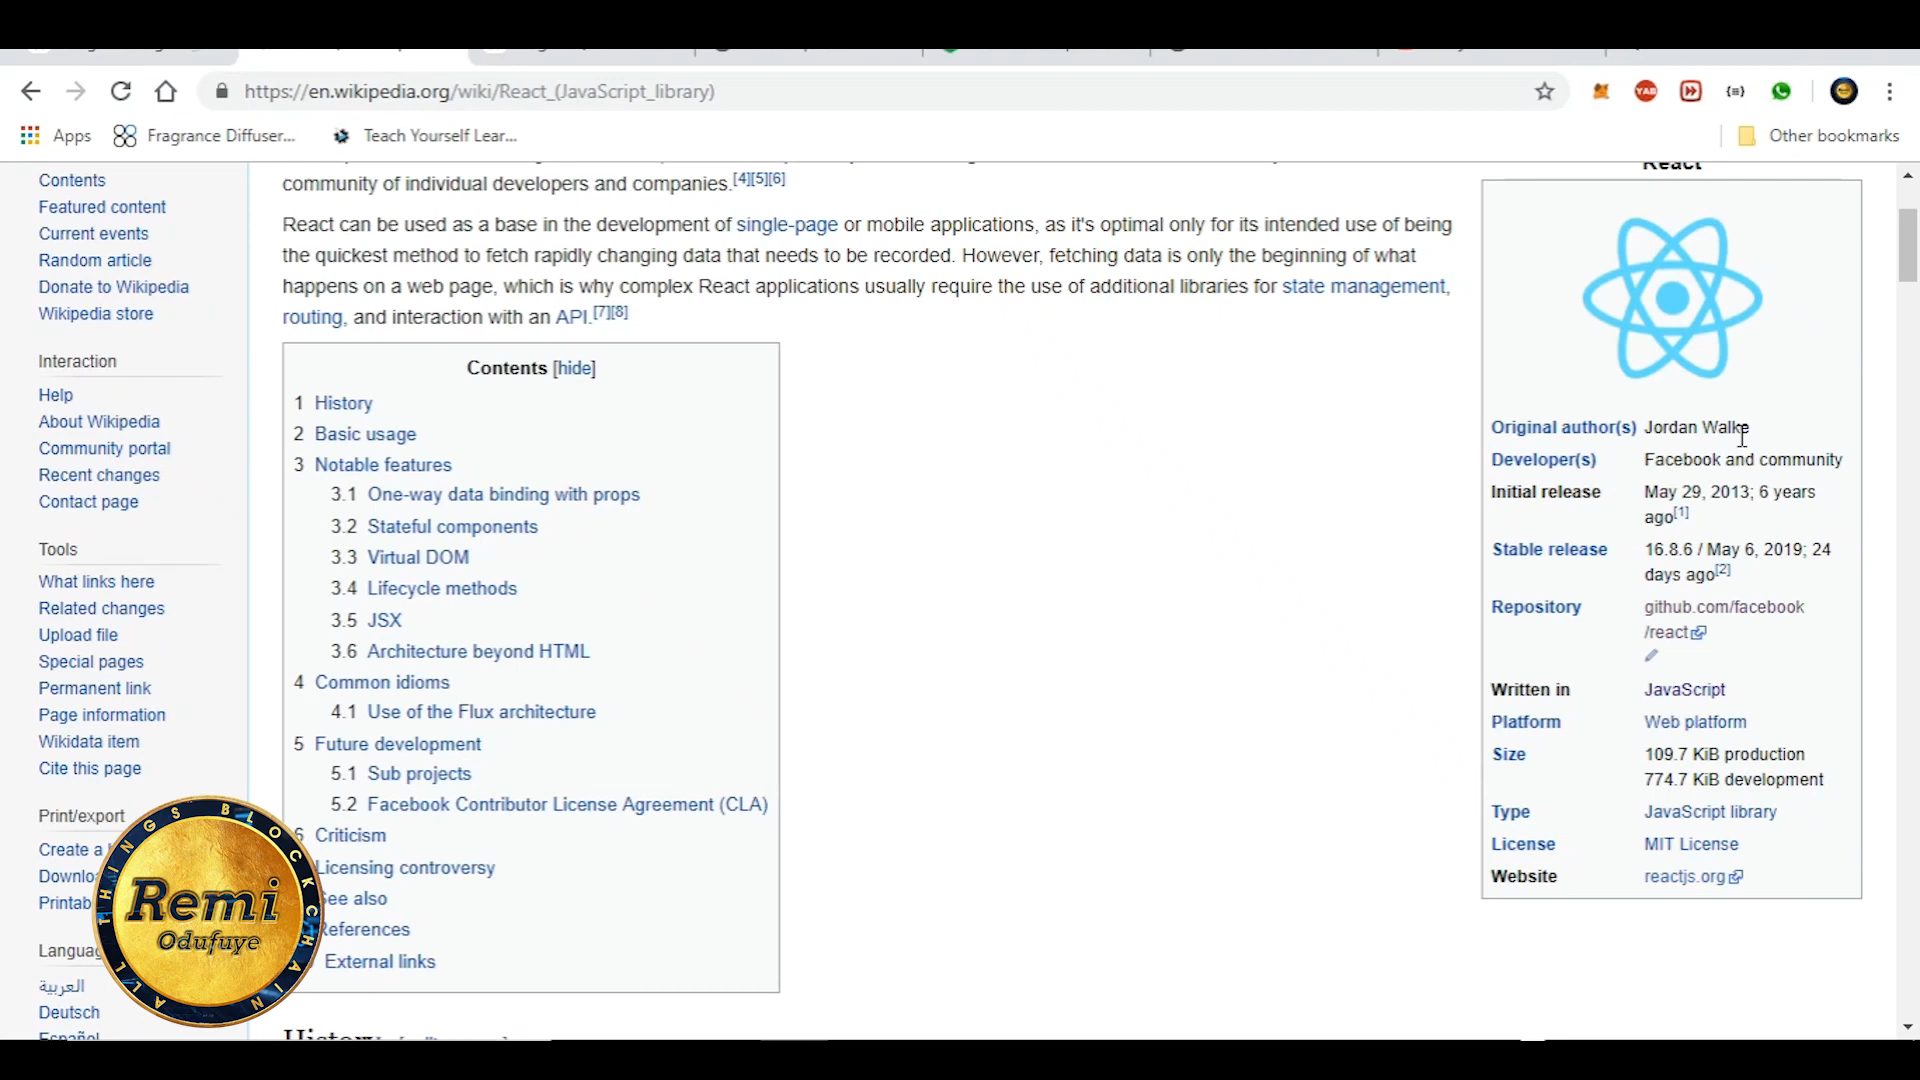 https://en.wikipedia.org/wiki/React_(JavaScript_library)
Apps
Fragrance Diffuser...
Teach Yourself Lear...
Other bookmarks
Contents
Featured content
Current events
Random article
Donate to Wikipedia
Wikipedia store
Interaction
Help
About Wikipedia
Community portal
Recent changes
Contact page
Tools
What links here
Related changes
Upload file
Special pages
Permanent link
Page information
Wikidata item
Cite this page
Print/export
Create a
Downlo
Printab
Languag
العربية
Deutsch
Español
community of individual developers and companies.[4][5][6]
React can be used as a base in the development of single-page or mobile applications, as it's optimal only for its intended use of being
the quickest method to fetch rapidly changing data that needs to be recorded. However, fetching data is only the beginning of what
happens on a web page, which is why complex React applications usually require the use of additional libraries for state management,
routing, and interaction with an API.[7][8]
Contents [hide]
1 History
2 Basic usage
3 Notable features
3.1 One-way data binding with props
3.2 Stateful components
3.3 Virtual DOM
3.4 Lifecycle methods
3.5 JSX
3.6 Architecture beyond HTML
4 Common idioms
4.1 Use of the Flux architecture
5 Future development
5.1 Sub projects
5.2 Facebook Contributor License Agreement (CLA)
6 Criticism
Licensing controversy
See also
References
External links
History
React
Original author(s) Jordan Walke
Developer(s) Facebook and community
Initial release May 29, 2013; 6 years
ago[1]
Stable release 16.8.6 / May 6, 2019; 24
days ago[2]
Repository github.com/facebook
/react
Written in JavaScript
Platform Web platform
Size 109.7 KiB production
774.7 KiB development
Type JavaScript library
License MIT License
Website reactjs.org
ALL THINGS BLOCKCHAIN
Remi
Odufuye